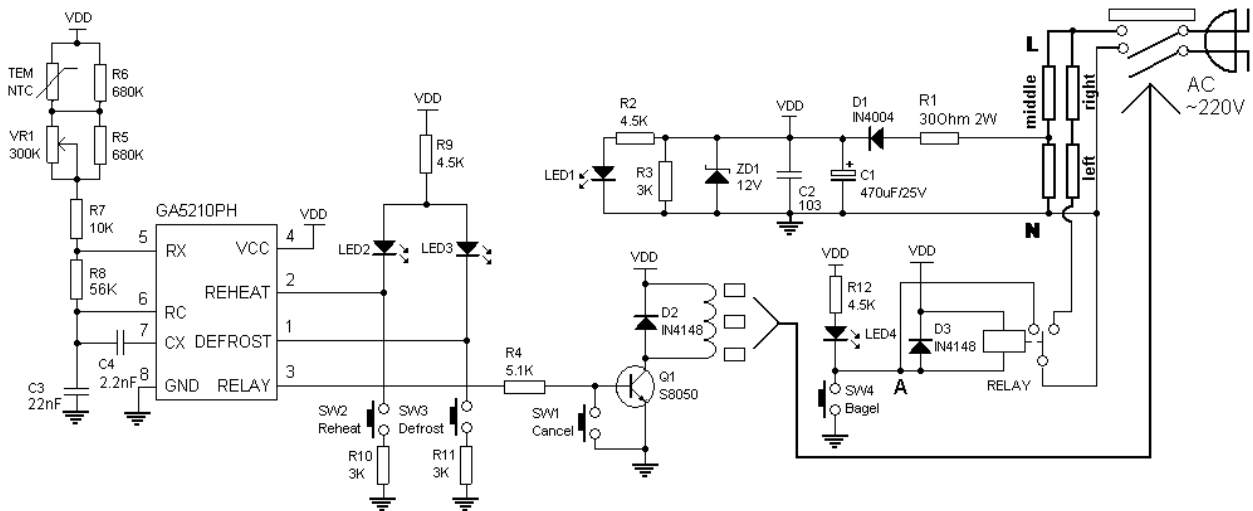 VDD
TEM
NTC
R6
680K
VR1
300K
R5
680K
R7
10K
R8
56K
C4
2.2nF
C3
22nF
GA5210PH
5
RX
6
RC
7
CX
8
GND
VCC
4
VDD
REHEAT
2
DEFROST
1
RELAY
3
VDD
R9
4.5K
LED2
LED3
SW2
Reheat
SW3
Defrost
R10
3K
R11
3K
R4
5.1K
SW1
Cancel
Q1
S8050
VDD
D2
IN4148
R2
4.5K
LED1
R3
3K
ZD1
12V
VDD
C2
103
C1
+
470uF/25V
D1
IN4004
R1
30Ohm 2W
L
N
middle
right
left
AC
~220V
VDD
R12
4.5K
LED4
SW4
Bagel
A
VDD
D3
IN4148
RELAY